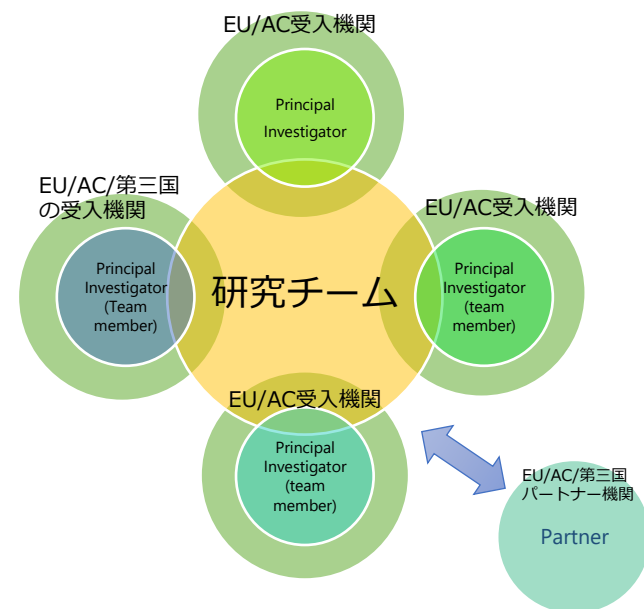 EU/AC受入機関
Principal
Investigator
EU/AC/第三国
の受入機関
Principal
Investigator
(Team
member)
研究チーム
EU/AC受入機関
Principal
Investigator
(team
member)
EU/AC受入機関
Principal
Investigator
(team
member)
EU/AC/第三国
パートナー機関
Partner